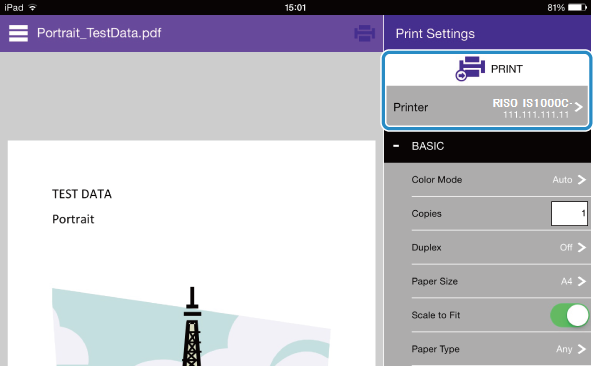 iPad 15:01 81%
Portrait_TestData.pdf
Print Settings
PRINT
Printer RISO IS1000C-
111.111.111.11
- BASIC
Color Mode Auto
Copies 1
Duplex Off
Paper Size A4
Scale to Fit
Paper Type Any
TEST DATA
Portrait